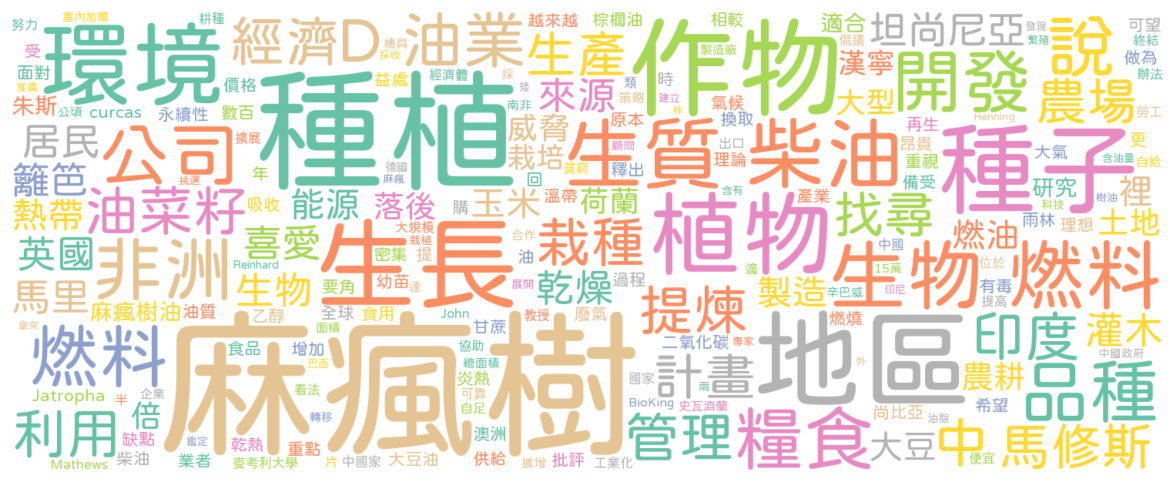 努力
塞內加爾
耕種
環境
經濟D
機具
採收
油業
越來越
棕櫚油
生產
相較
作物
製造廠
適合
倡議
坦尚尼亞
發現
繁殖
說
可望
終結
做為
辦法
受
面對
推廣
朱斯
公頃
curcas
價格
永續性
數百
益處
經濟體
種植
採
矮
南非
來源
類
策略
時
建立
株
氣候
換取
漢寧
大型
開發
農場
勞工
Henning
居民
公司
擴展
挑選
年
威脅
栽培
回
貧窮
原本
顧問
生質柴油
出口
理論
再生
昂貴
重視
備受
種子
大氣
更
自給
含油量
籬笆
熱帶
油菜籽
吸收
能源
德國
麻瘋
落後
購
玉米
溫帶
荷蘭
釋出
植物
含有
產業
找尋
研究
科技
樹油
裡
雨林
理想
土地
英國
非洲
喜愛
Reinhard
生長
大規模
栽植
密集
提
合作
油
栽種
中國
15萬
適
生物燃料
燃油
位於
有毒
提高
馬里
麻瘋樹油
油質
生物
乙醇
要角
幼苗
達
全球
食用
展開
乾燥
過程
製造
辛巴威
印尼
拿來
燃料
面積
食品
增加
巴西
John
協助
總面積
教授
甘蔗
廢氣
提煉
二氧化碳
燃燒
專家
地區
印度
灌木
中國政府
Jatropha
企業
半
倍
麻瘋樹
看法
轉移
炎熱
可靠
自足
國家
計畫
兩
外
農耕
品種
利用
缺點
鑑定
乾熱
重點
澳洲
BioKing
史瓦濟蘭
尚比亞
油脂
希望
Mathews
柴油
業者
麥考利大學
片
中國家
大豆油
供給
擴增
批評
工業化
管理
糧食
大豆
中
便宜
馬修斯